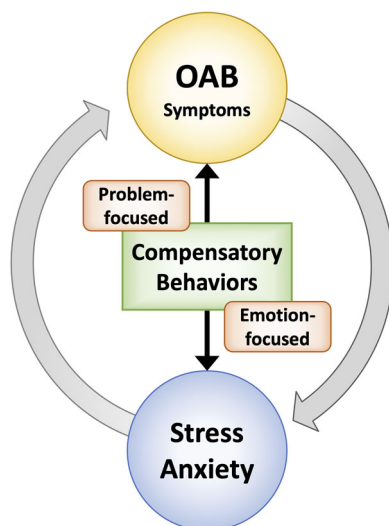 OAB
Symptoms
Problem-
focused
Compensatory
Behaviors
Emotion-
focused
Stress
Anxiety